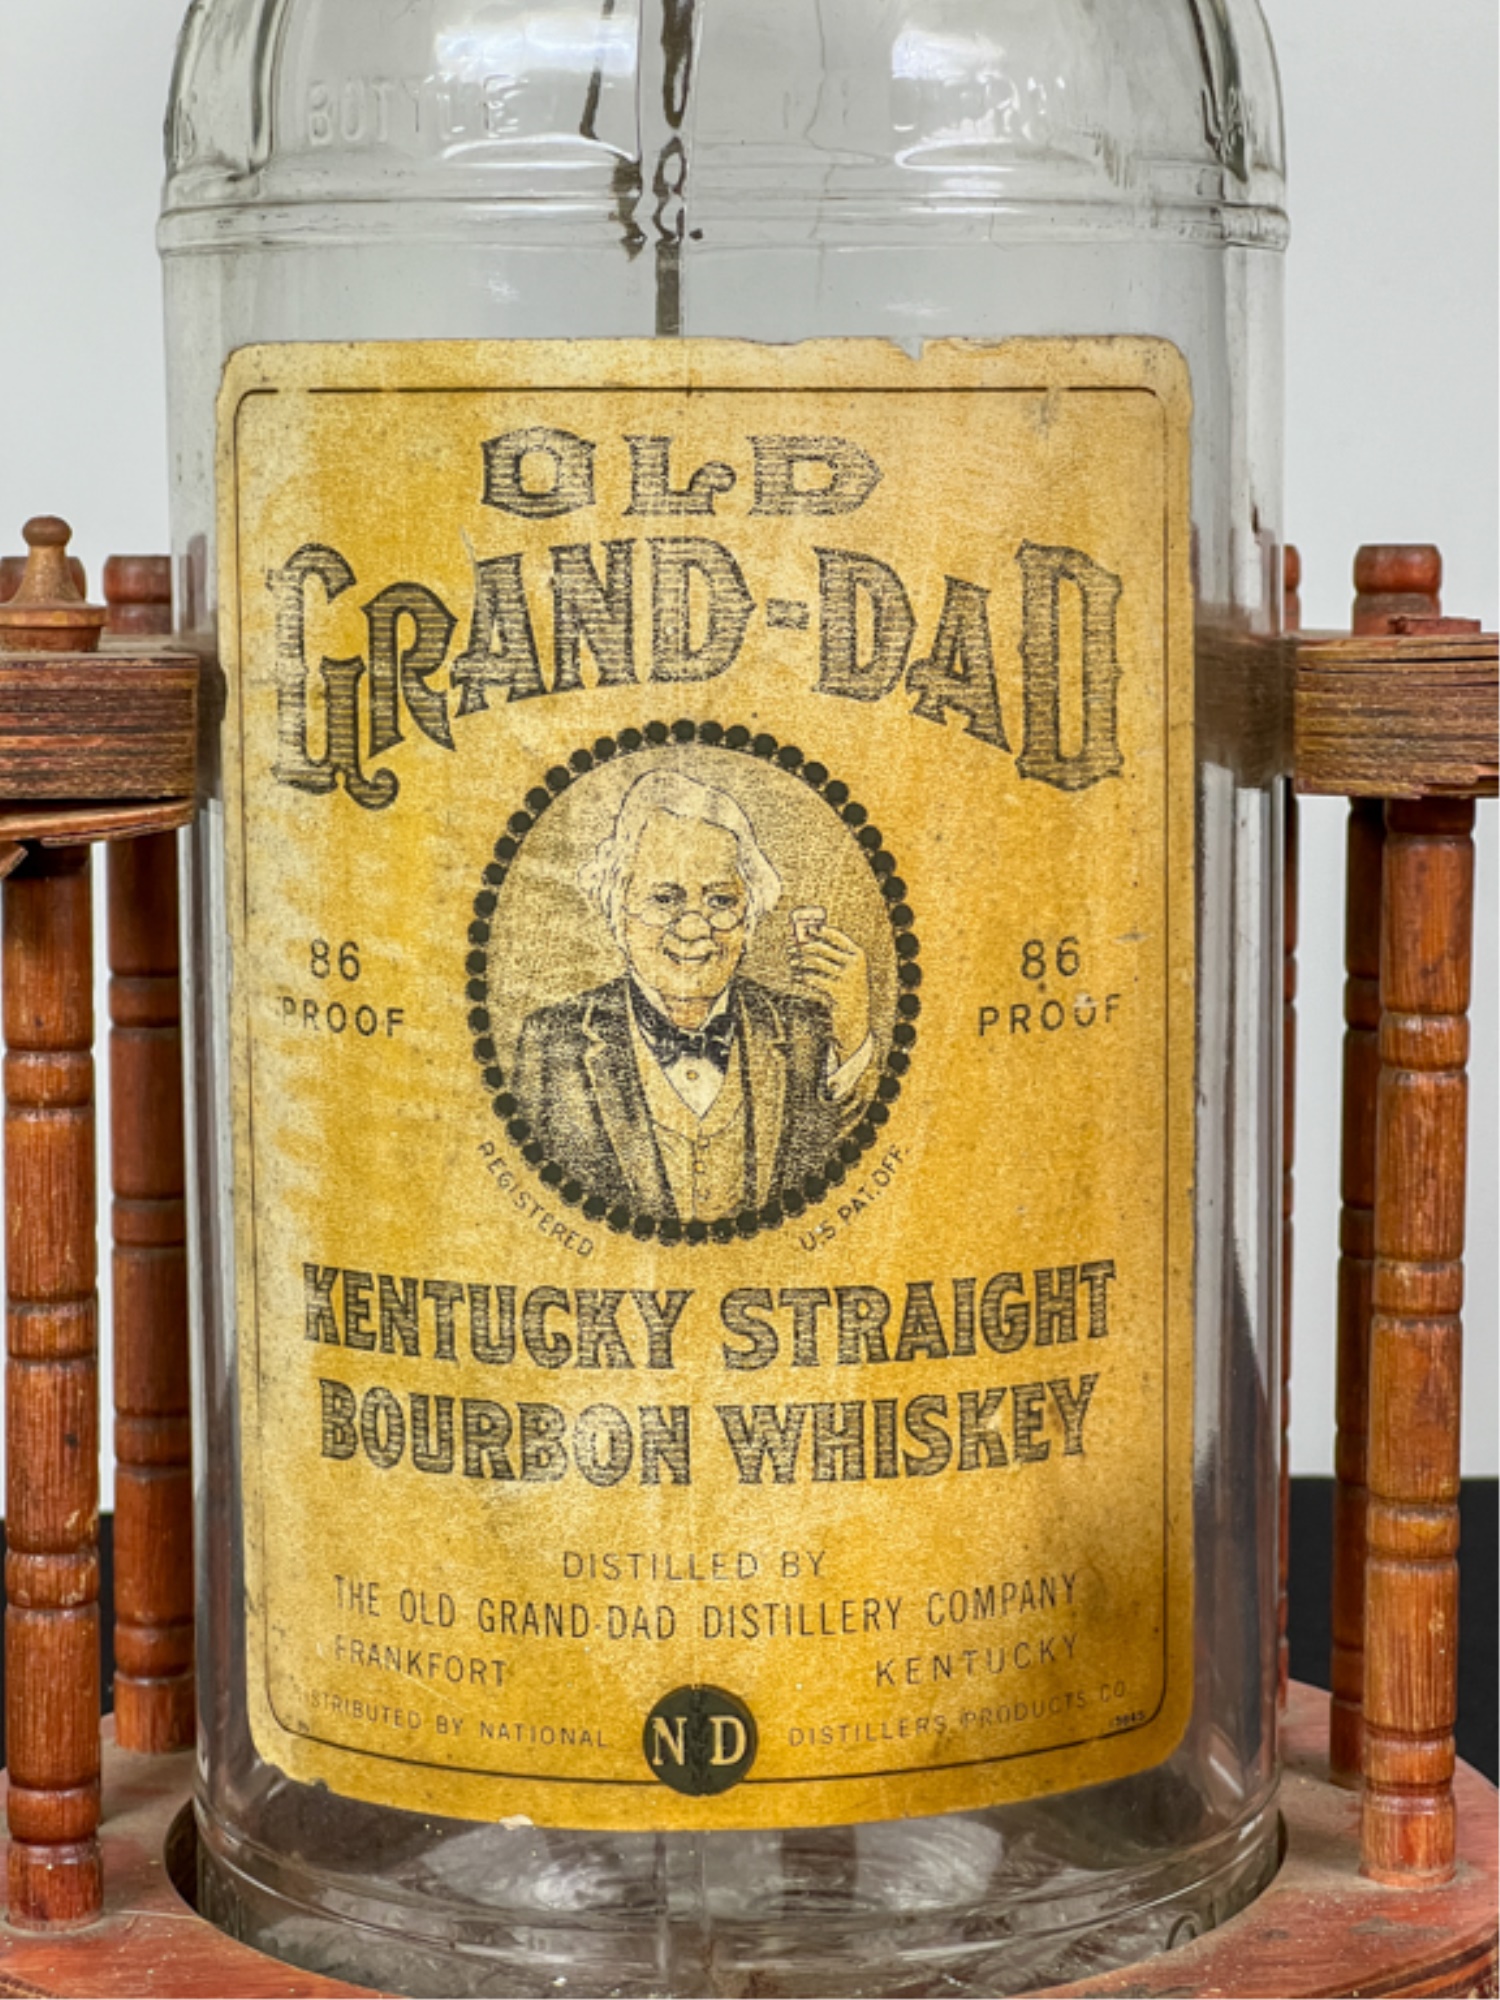 BOTTLE
OLD
GRAND-DAD
86
PROOF
86
PROOF
REGISTERED U.S. PAT. OFF.
KENTUCKY STRAIGHT
BOURBON WHISKEY
DISTILLED BY
THE OLD GRAND-DAD DISTILLERY COMPANY
FRANKFORT KENTUCKY
DISTRIBUTED BY NATIONAL ND DISTILLERS PRODUCTS CO.